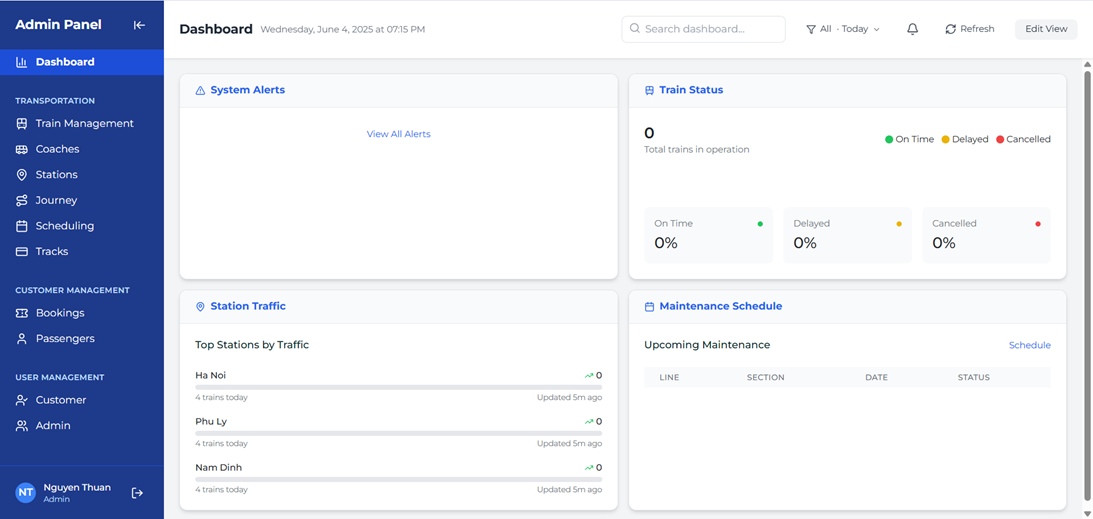 Admin Panel
Dashboard
TRANSPORTATION
Train Management
Coaches
Stations
Journey
Scheduling
Tracks
CUSTOMER MANAGEMENT
Bookings
Passengers
USER MANAGEMENT
Customer
Admin
NT
Nguyen Thuan
Admin
Dashboard Wednesday, June 4, 2025 at 07:15 PM
Search dashboard...
All · Today
Refresh
Edit View
System Alerts
View All Alerts
Train Status
0
Total trains in operation
On Time Delayed Cancelled
On Time
0%
Delayed
0%
Cancelled
0%
Station Traffic
Top Stations by Traffic
Ha Noi 0
4 trains today Updated 5m ago
Phu Ly 0
4 trains today Updated 5m ago
Nam Dinh 0
4 trains today Updated 5m ago
Maintenance Schedule
Upcoming Maintenance Schedule
LINE SECTION DATE STATUS